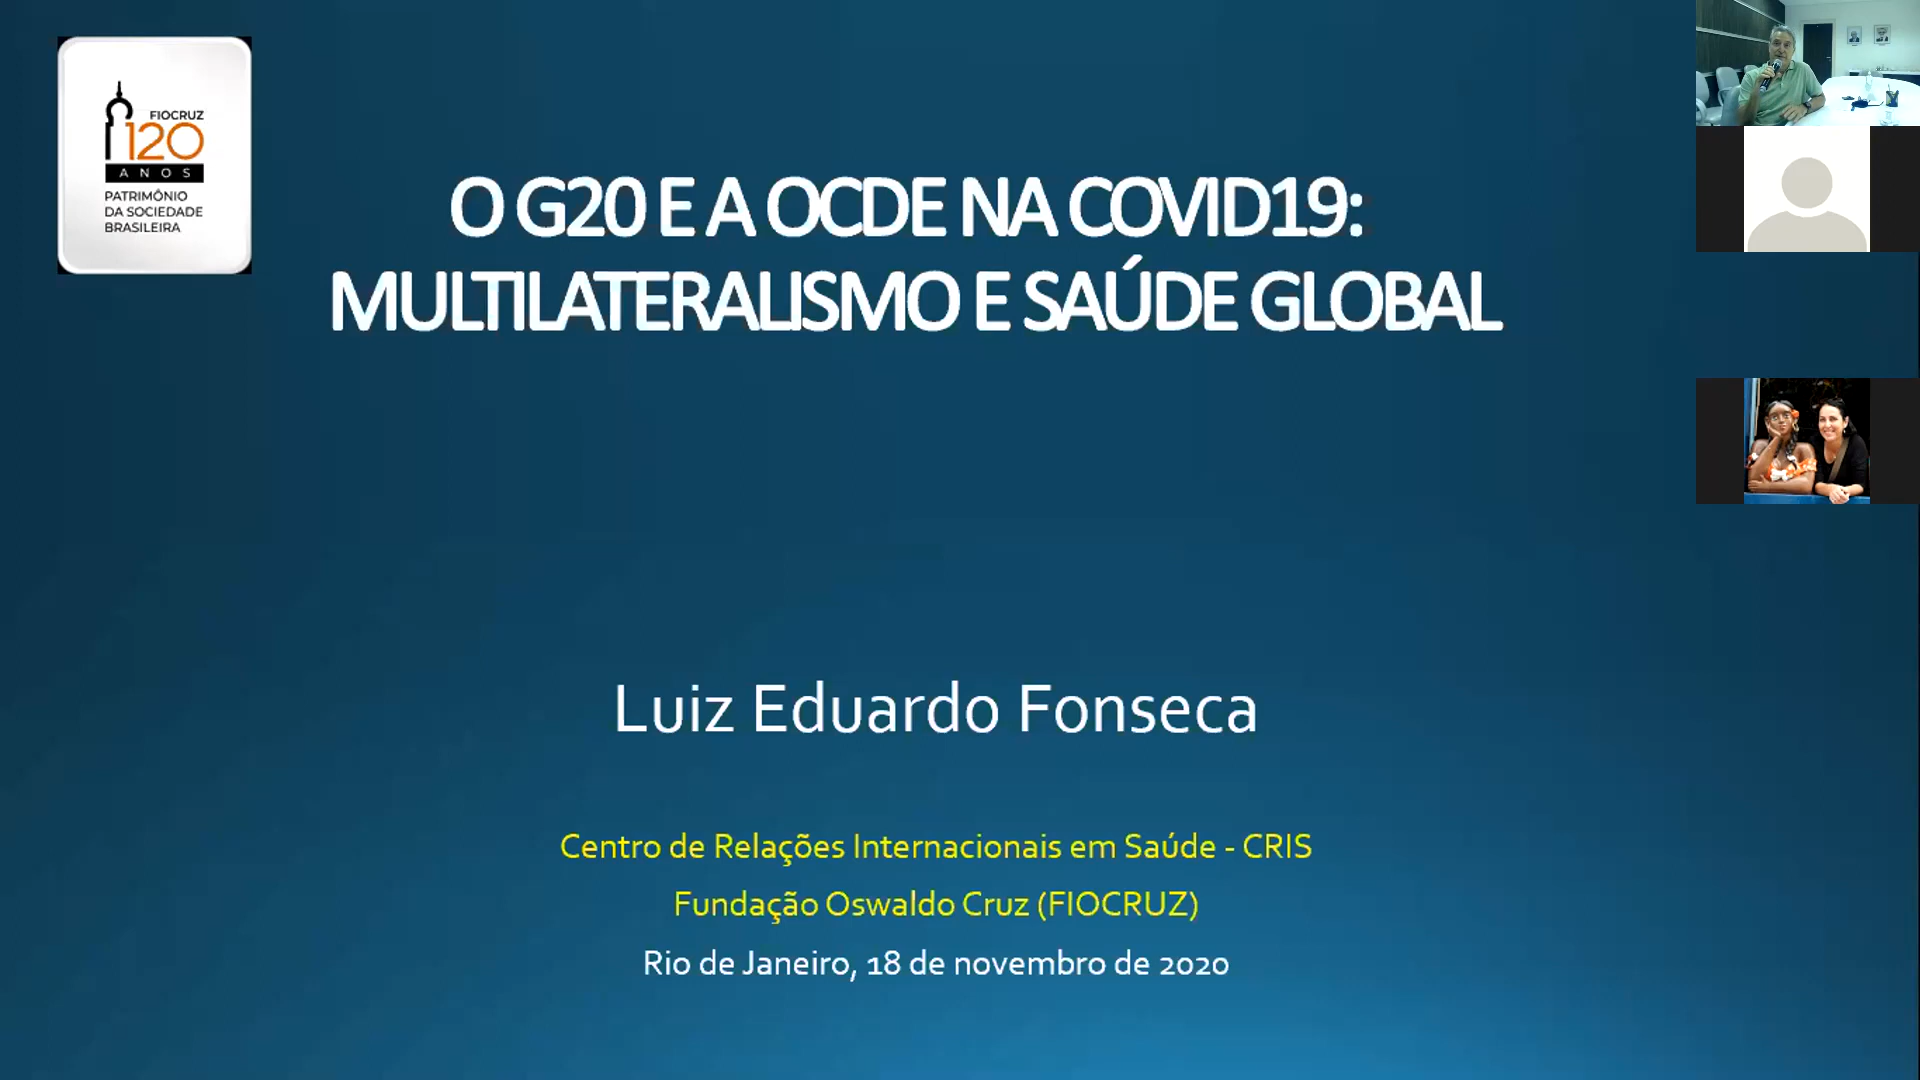 FIOCRUZ
120
ANOS
PATRIMÔNIO
DA SOCIEDADE
BRASILEIRA
O G20 E A OCDE NA COVID19:
MULTILATERALISMO E SAÚDE GLOBAL
Luiz Eduardo Fonseca
Centro de Relações Internacionais em Saúde - CRIS
Fundação Oswaldo Cruz (FIOCRUZ)
Rio de Janeiro, 18 de novembro de 2020